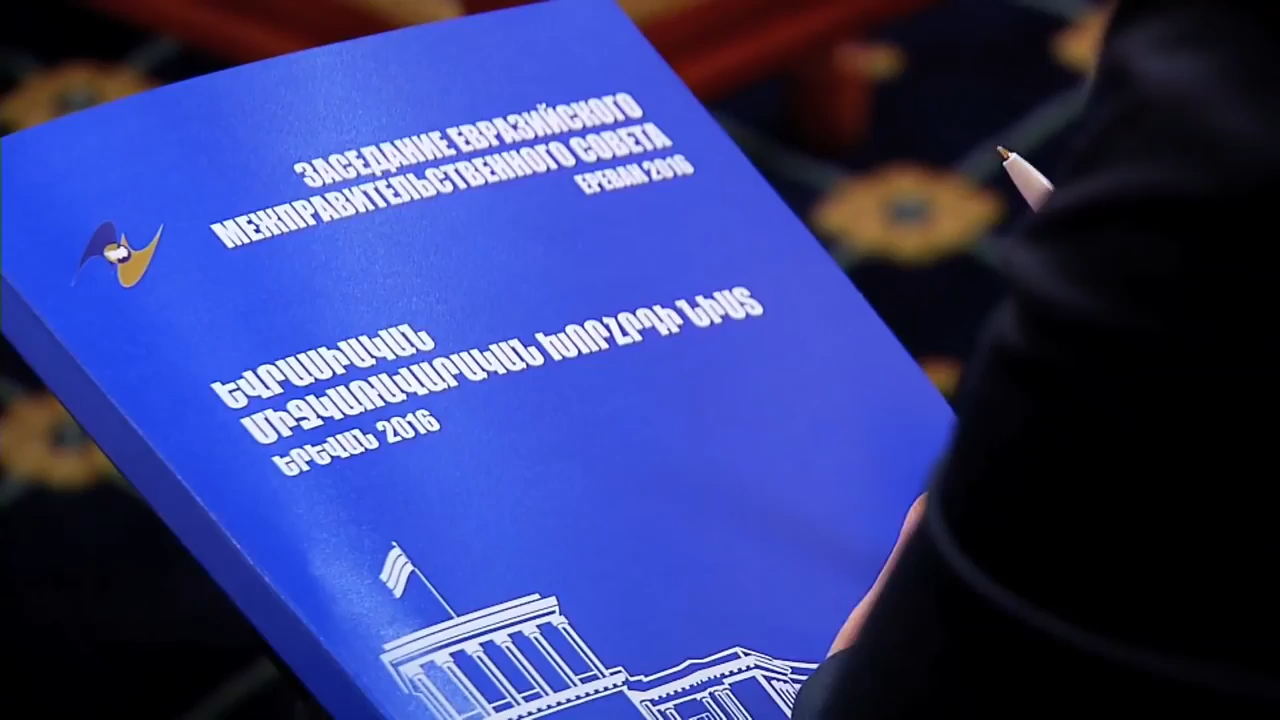 ЗАСЕДАНИЕ ЕВРАЗИЙСКОГО
МЕЖПРАВИТЕЛЬСТВЕННОГО СОВЕТА
ЕРЕВАН 2016
ԵՎՐԱՍԻԱԿԱՆ
ՄԻՋԿԱՌԱՎԱՐԱԿԱՆ ԽՈՐՀՐԴԻ ՆԻՍՏ
ԵՐԵՎԱՆ 2016